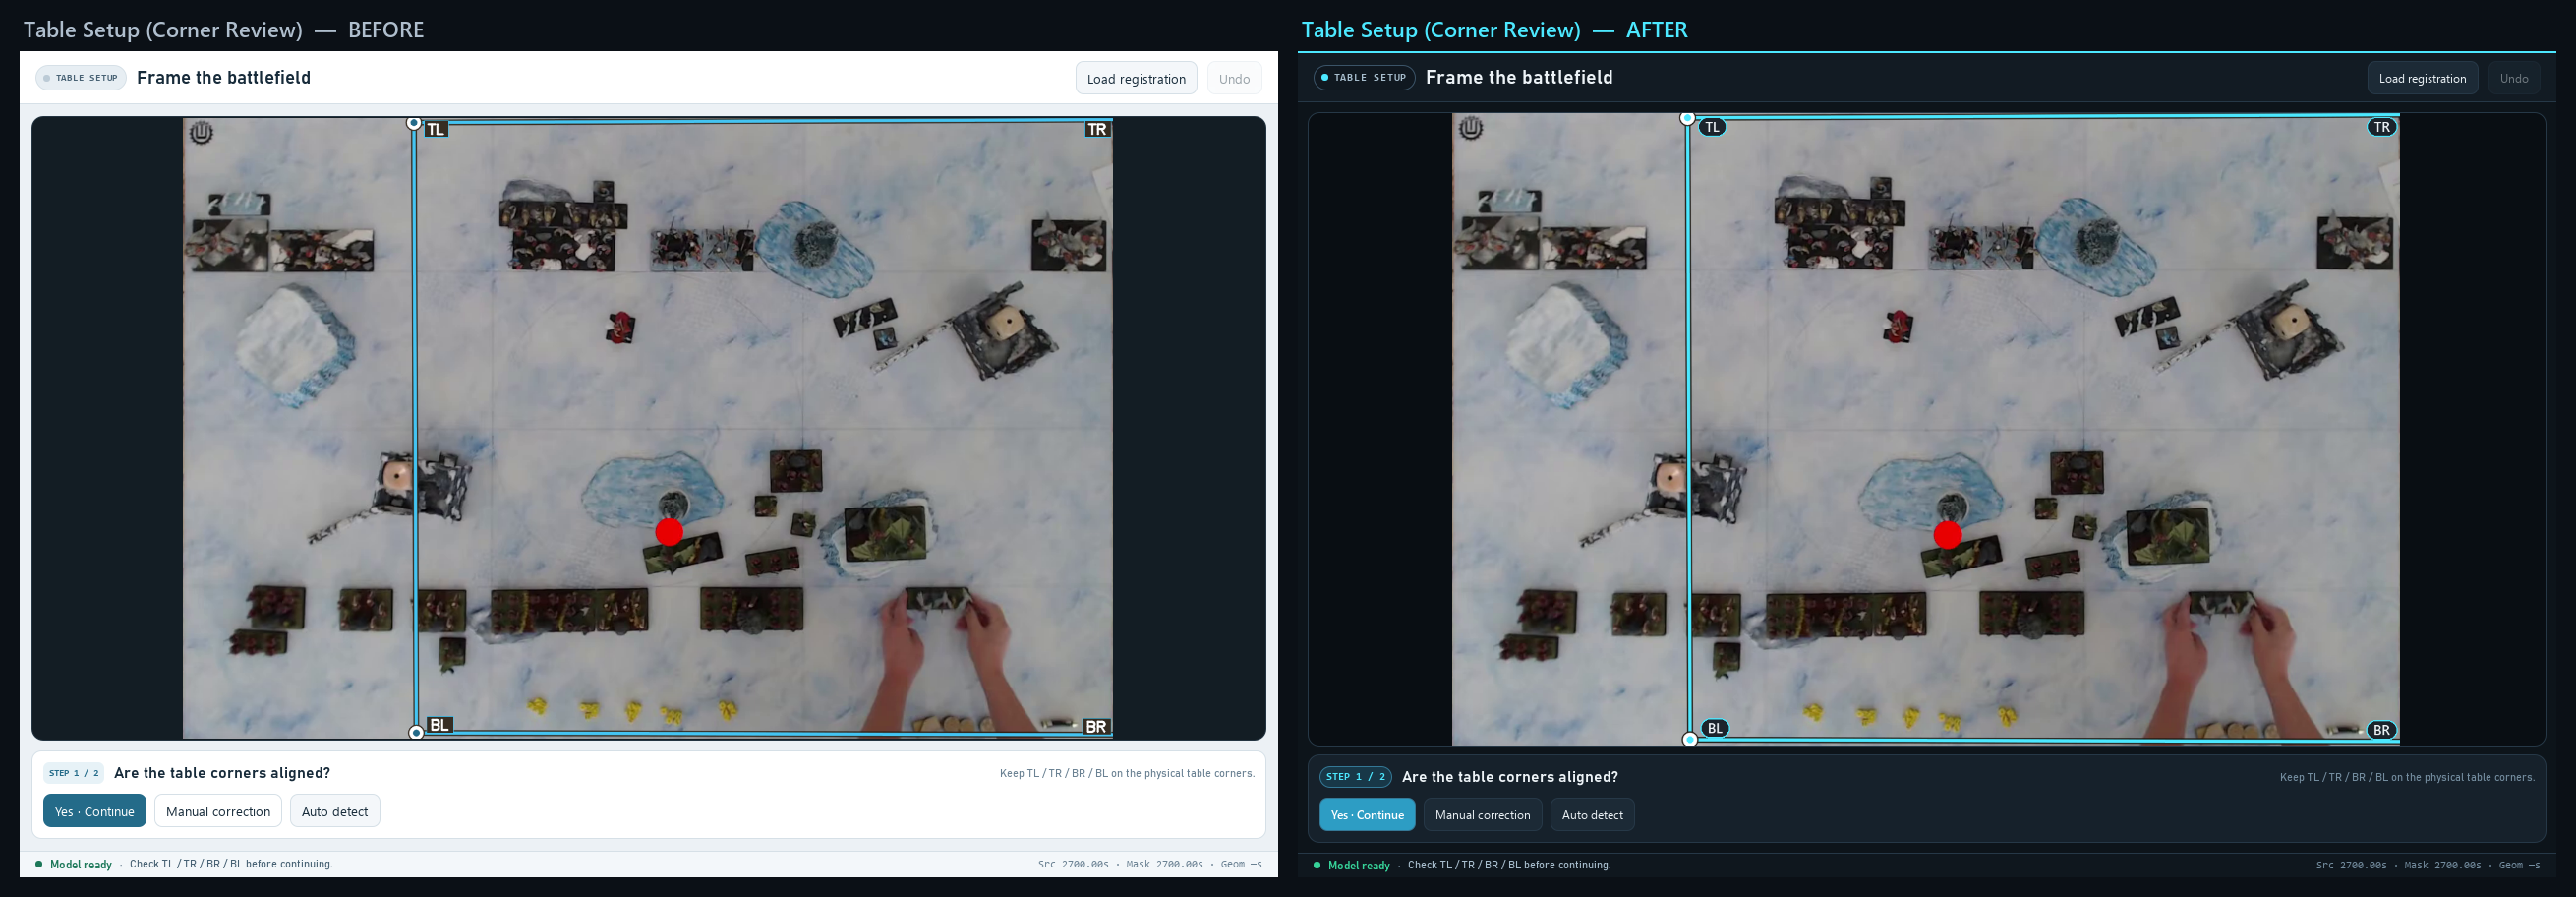 Table Setup (Corner Review) — BEFORE
TABLE SETUP Frame the battlefield Load registration Undo
TL TR
BL BR
STEP 1 / 2 Are the table corners aligned? Keep TL / TR / BR / BL on the physical table corners.
Yes · Continue Manual correction Auto detect
Model ready · Check TL / TR / BR / BL before continuing. Src 2700.00s · Mask 2700.00s · Geom —s
Table Setup (Corner Review) — AFTER
TABLE SETUP Frame the battlefield Load registration Undo
TL TR
BL BR
STEP 1 / 2 Are the table corners aligned? Keep TL / TR / BR / BL on the physical table corners.
Yes · Continue Manual correction Auto detect
Model ready · Check TL / TR / BR / BL before continuing. Src 2700.00s · Mask 2700.00s · Geom —s